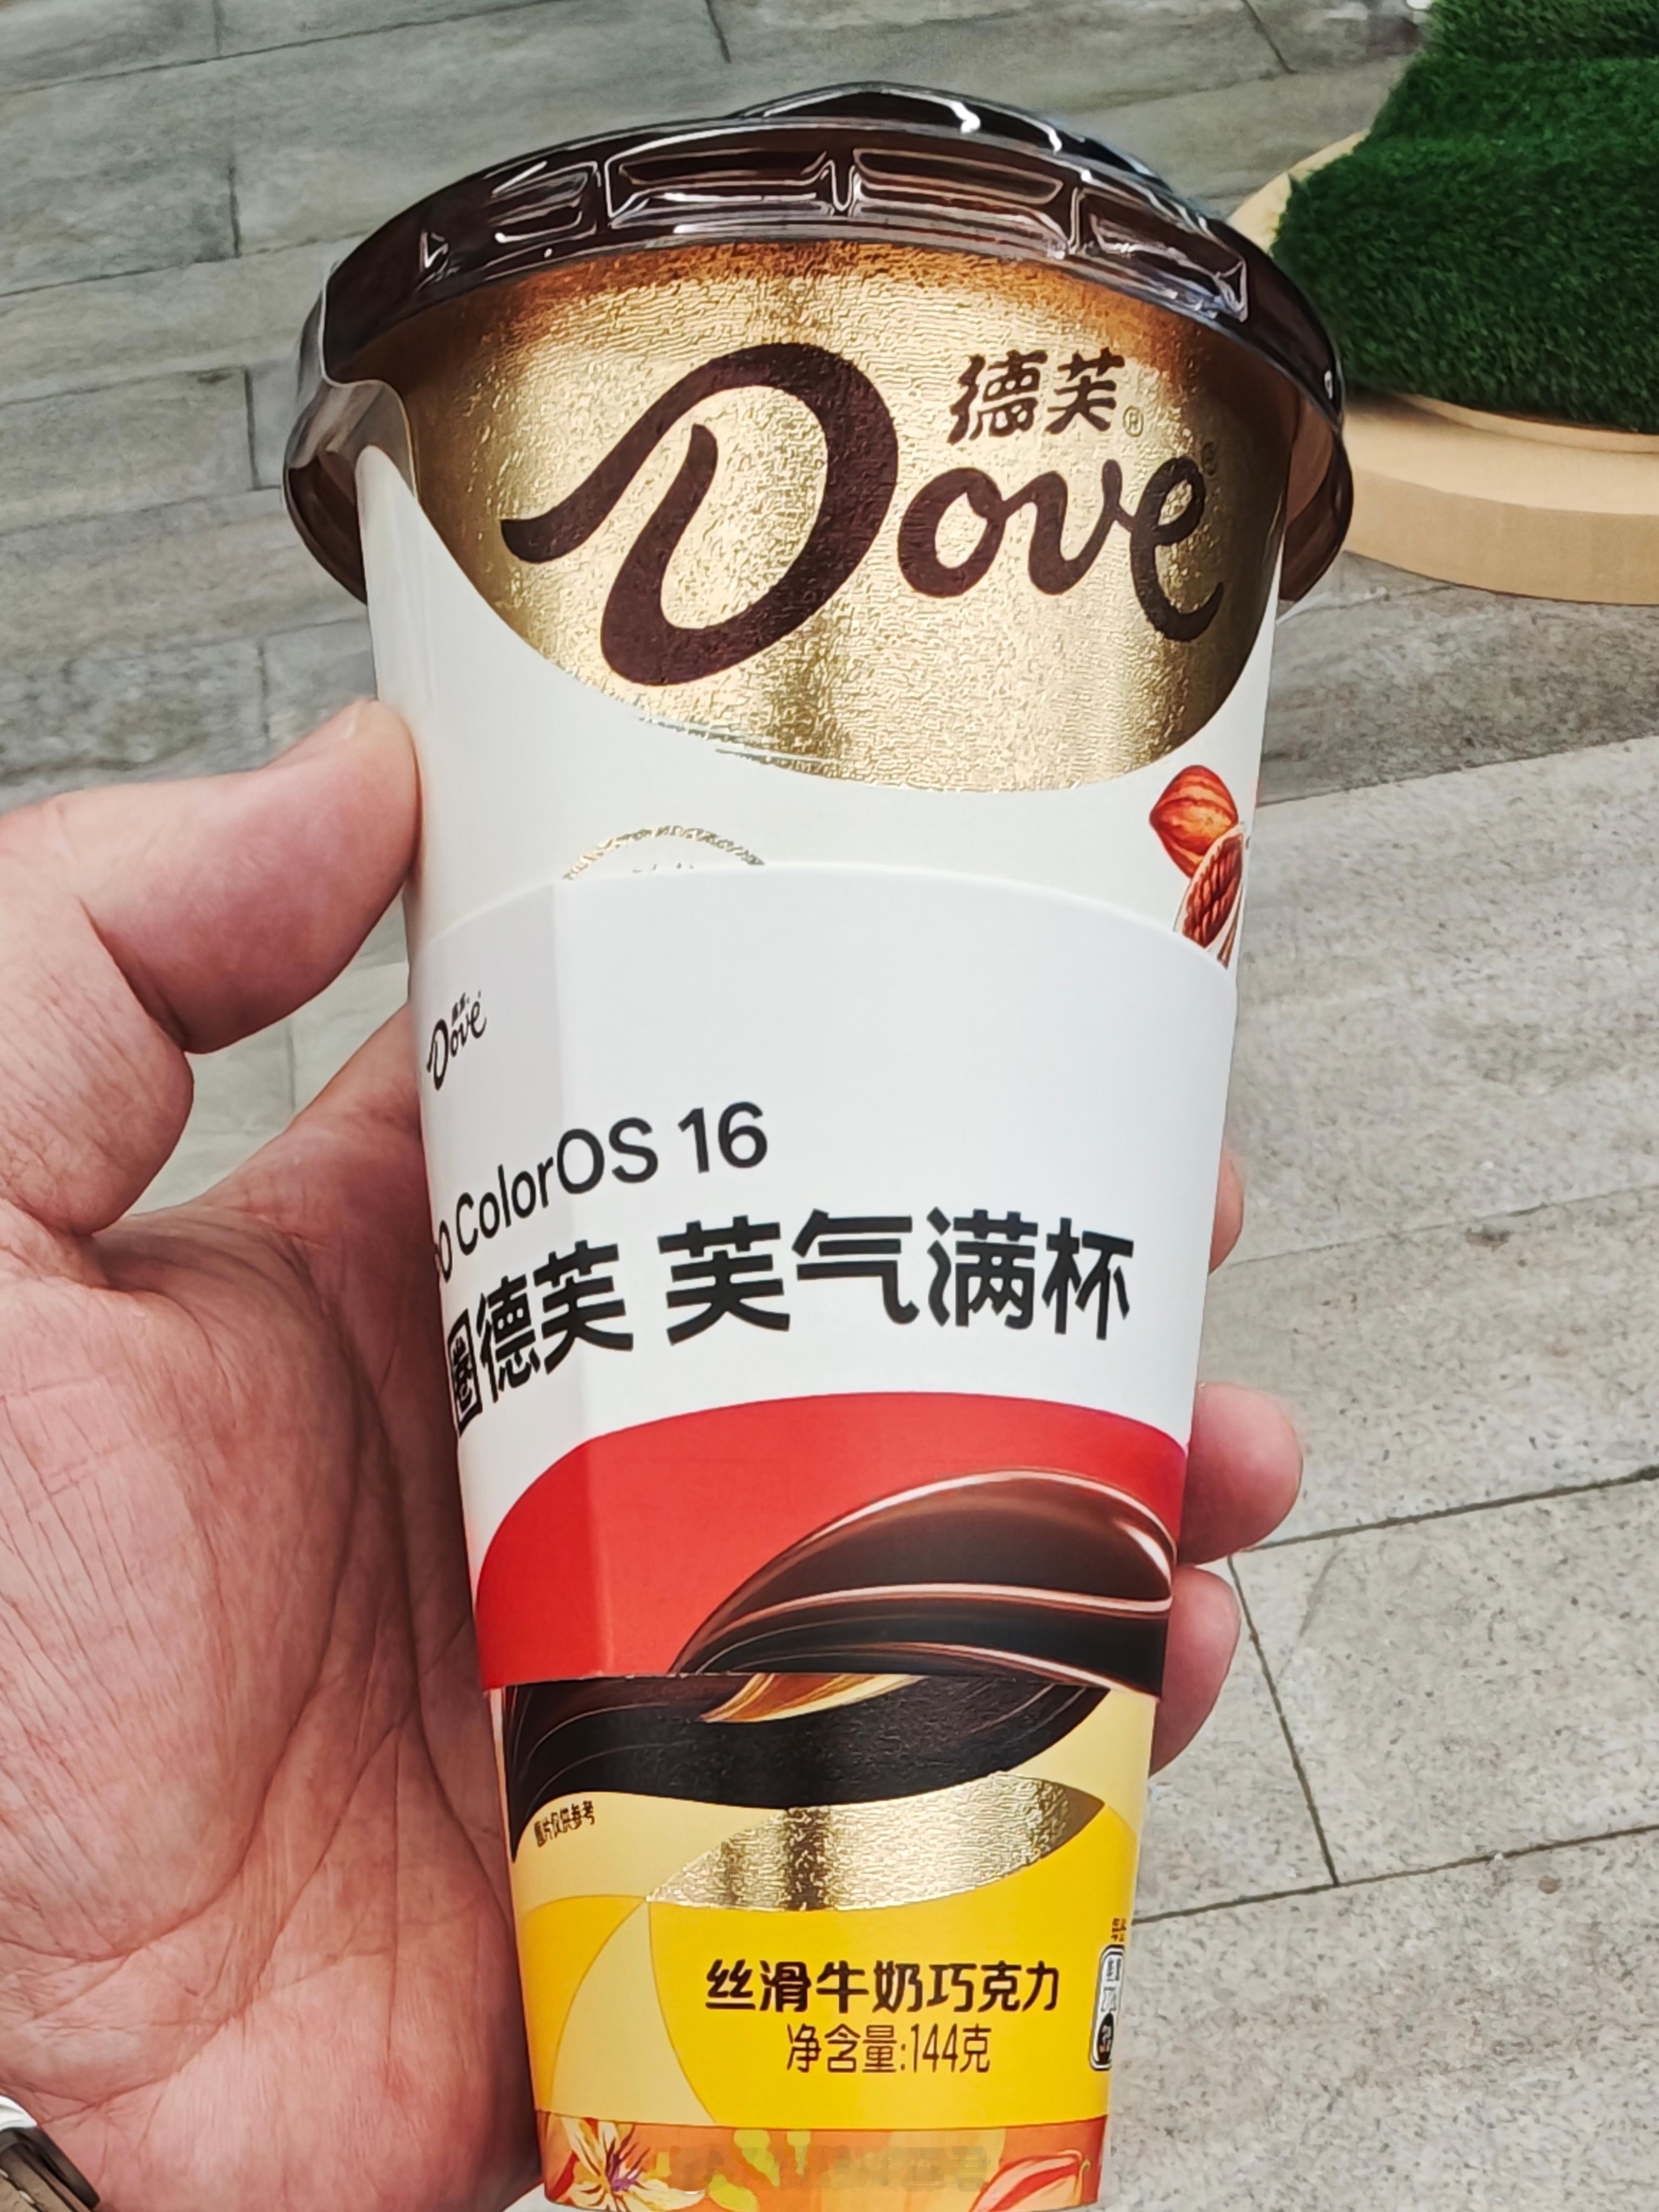 德芙
Dove
Dove
ColorOS 16
圈德芙 芙气满杯
图片仅供参考
丝滑牛奶巧克力
净含量:144克